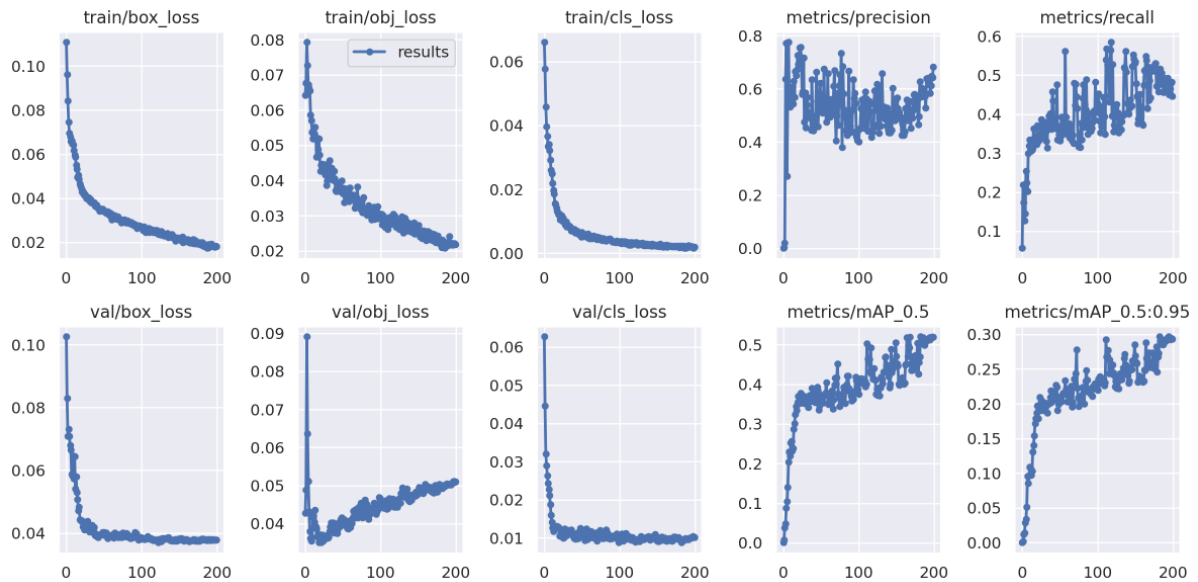 train/box_loss
train/obj_loss
train/cls_loss
metrics/precision
metrics/recall
0.10
0.08
0.06
0.04
0.02
0 100 200
0.08
0.07
0.06
0.05
0.04
0.03
0.02
results
0 100 200
0.06
0.04
0.02
0.00
0 100 200
0.8
0.6
0.4
0.2
0.0
0 100 200
0.6
0.5
0.4
0.3
0.2
0.1
0 100 200
val/box_loss
val/obj_loss
val/cls_loss
metrics/mAP_0.5
metrics/mAP_0.5:0.95
0.10
0.08
0.06
0.04
0 100 200
0.09
0.08
0.07
0.06
0.05
0.04
0 100 200
0.06
0.05
0.04
0.03
0.02
0.01
0 100 200
0.5
0.4
0.3
0.2
0.1
0.0
0 100 200
0.30
0.25
0.20
0.15
0.10
0.05
0.00
0 100 200